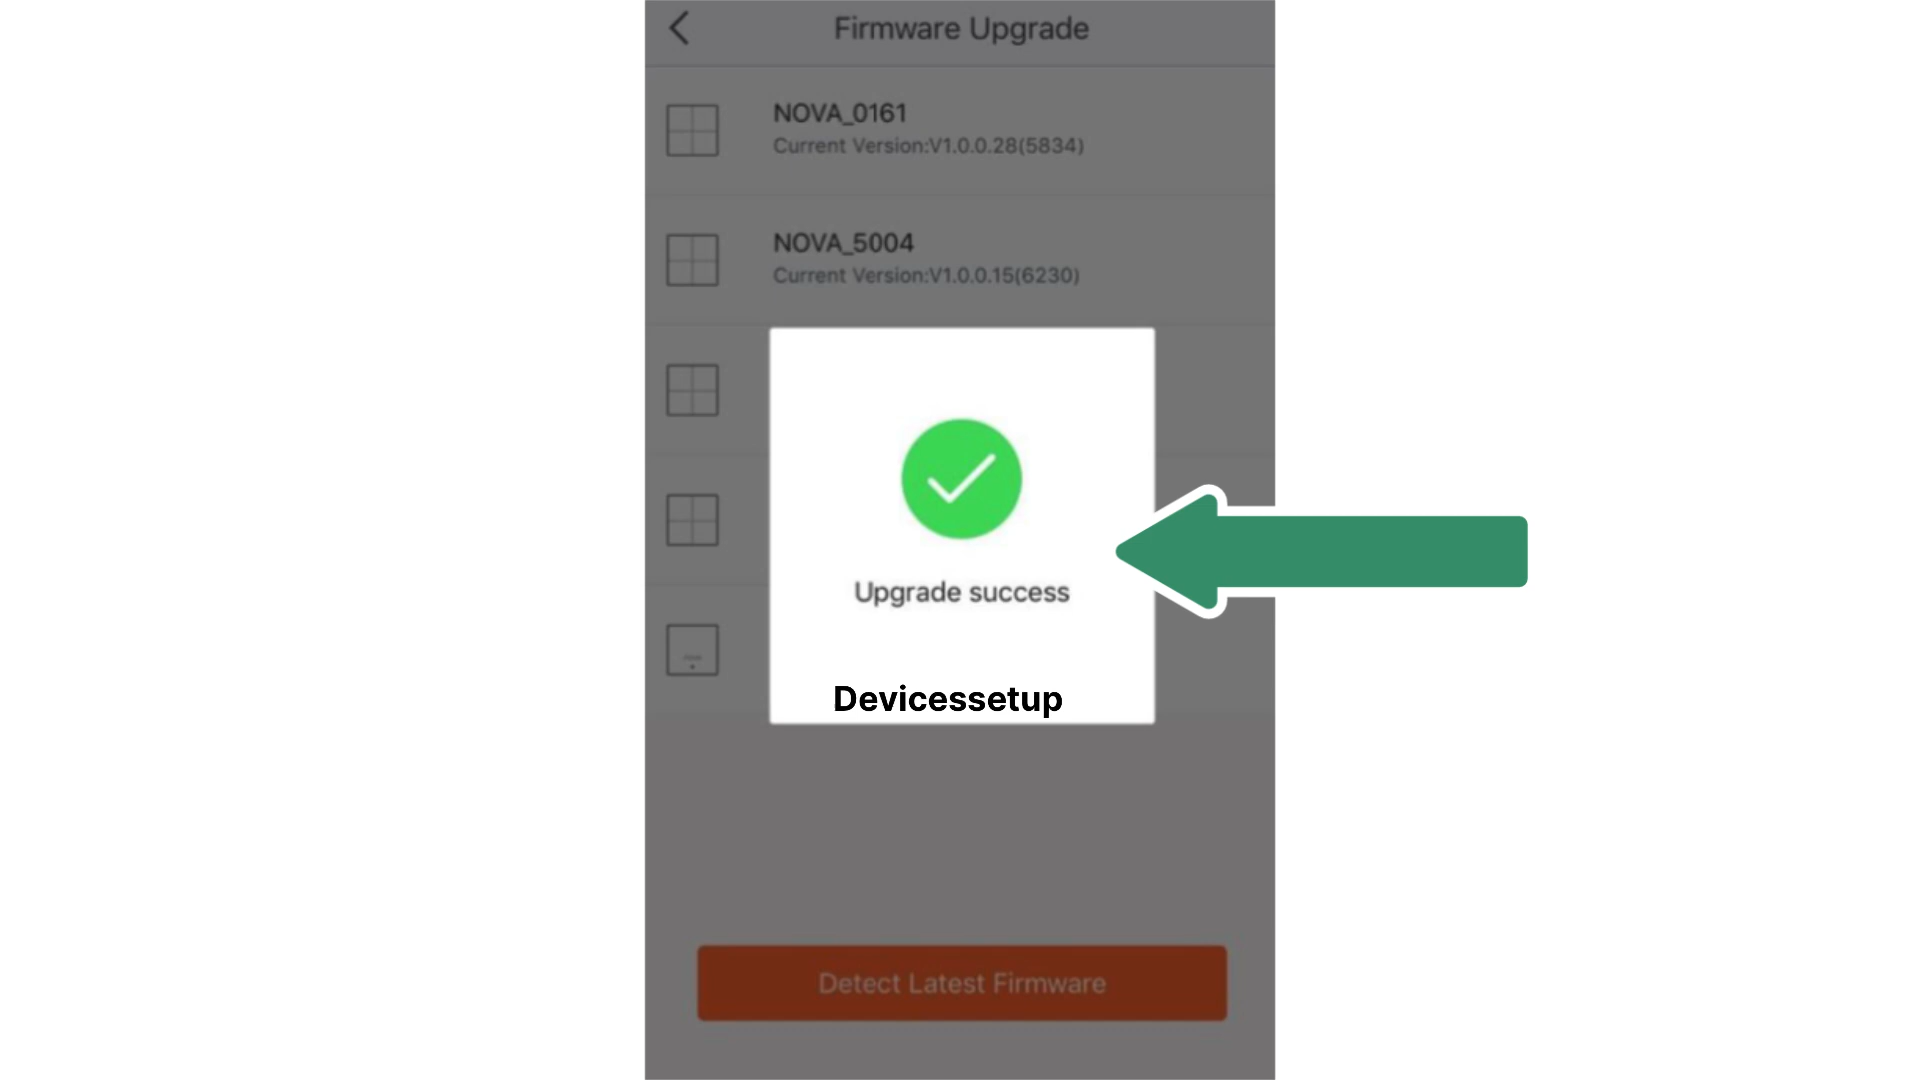 Firmware Upgrade
NOVA_0161
Current Version:V1.0.0.28(5834)
NOVA_5004
Current Version:V1.0.0.15(6230)
Upgrade success
Devicessetup
Detect Latest Firmware